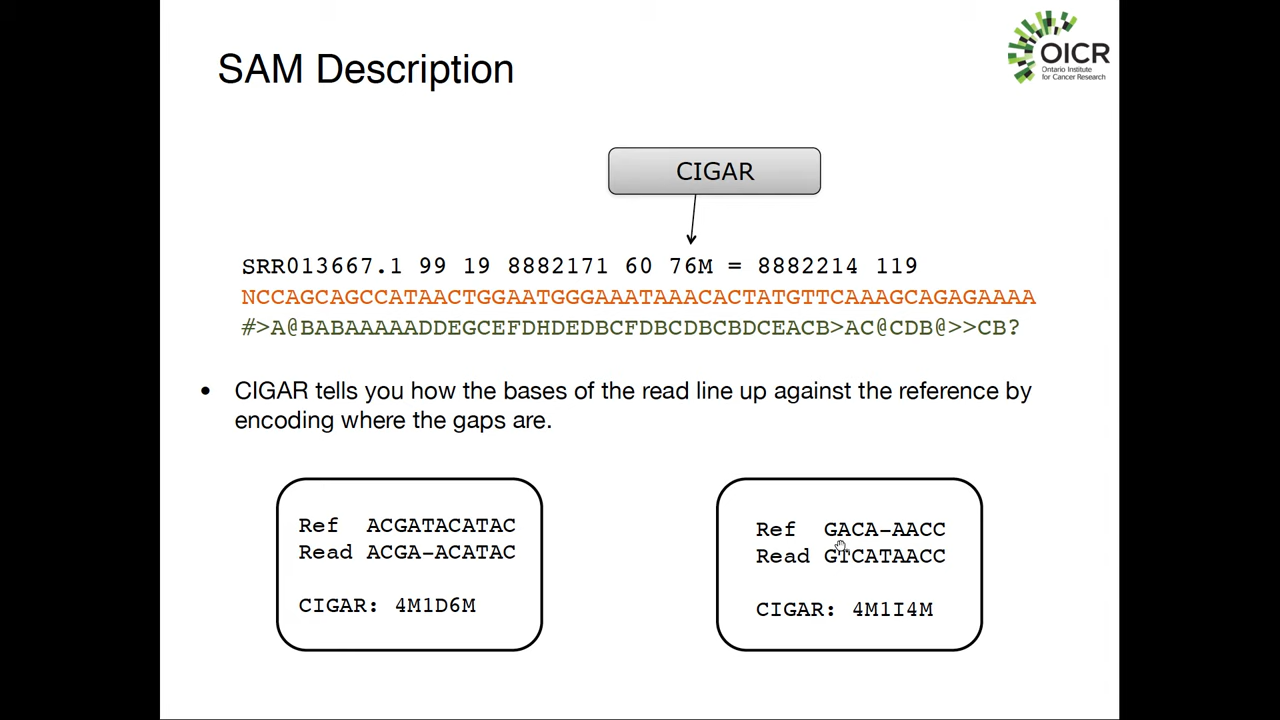 SAM Description
OICR
Ontario Institute
for Cancer Research
CIGAR
SRR013667.1 99 19 8882171 60 76M = 8882214 119
NCCAGCAGCCATAACTGGAATGGGAAATAAACACTATGTTCAAAGCAGAGAAAA
#>A@BABAAAAADDEGCEFDHDEDBCFDBCDBCBDCEACB>AC@CDB@>>CB?
• CIGAR tells you how the bases of the read line up against the reference by
encoding where the gaps are.
Ref ACGATACATAC
Read ACGA-ACATAC
CIGAR: 4M1D6M
Ref GACA-AACC
Read GTCATAACC
CIGAR: 4M1I4M